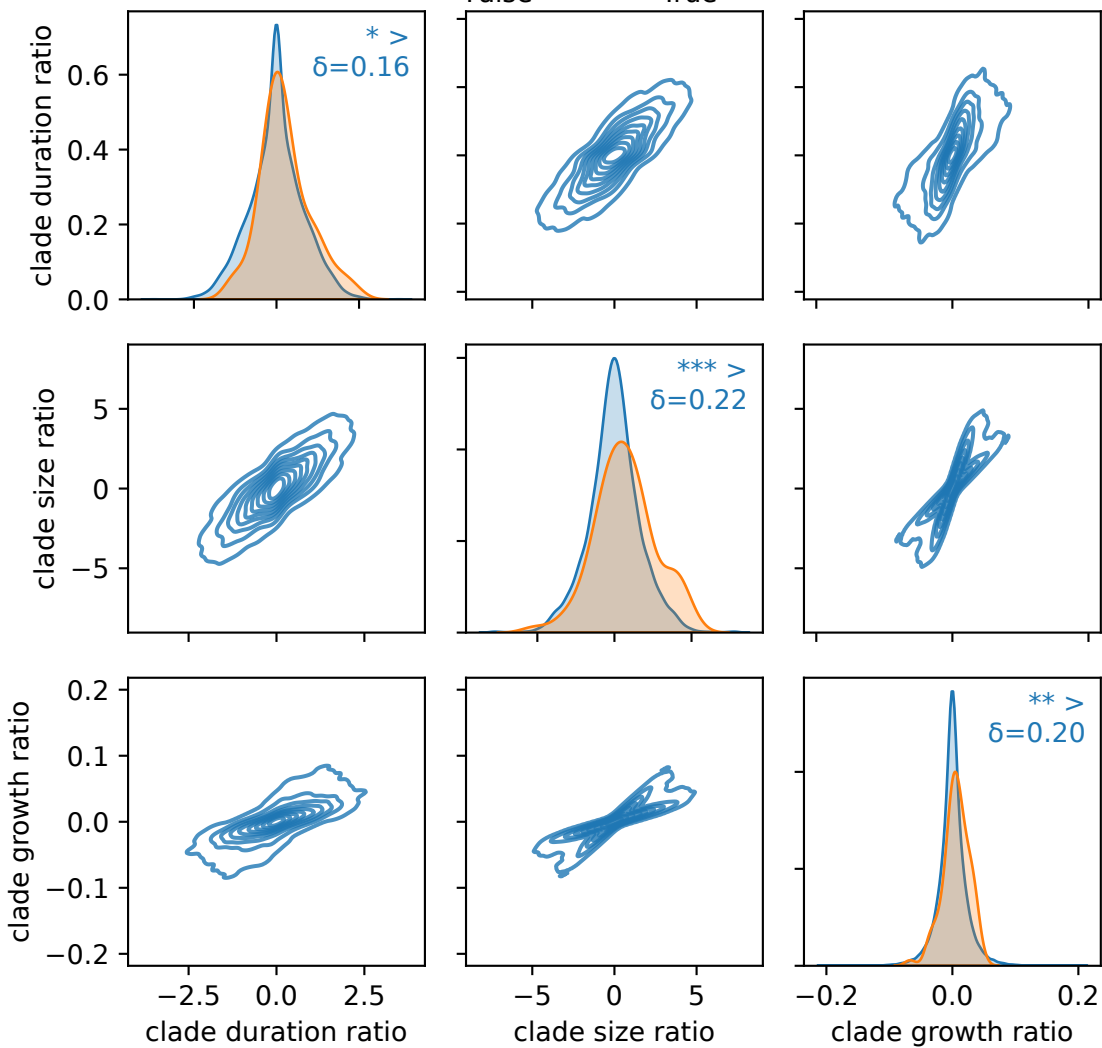 False True
clade duration ratio
0.6
0.4
0.2
0.0
* >
δ=0.16
clade size ratio
5
0
−5
*** >
δ=0.22
clade growth ratio
0.2
0.1
0.0
−0.1
−0.2
** >
δ=0.20
−2.5 0.0 2.5
−5 0 5
−0.2 0.0 0.2
clade duration ratio
clade size ratio
clade growth ratio